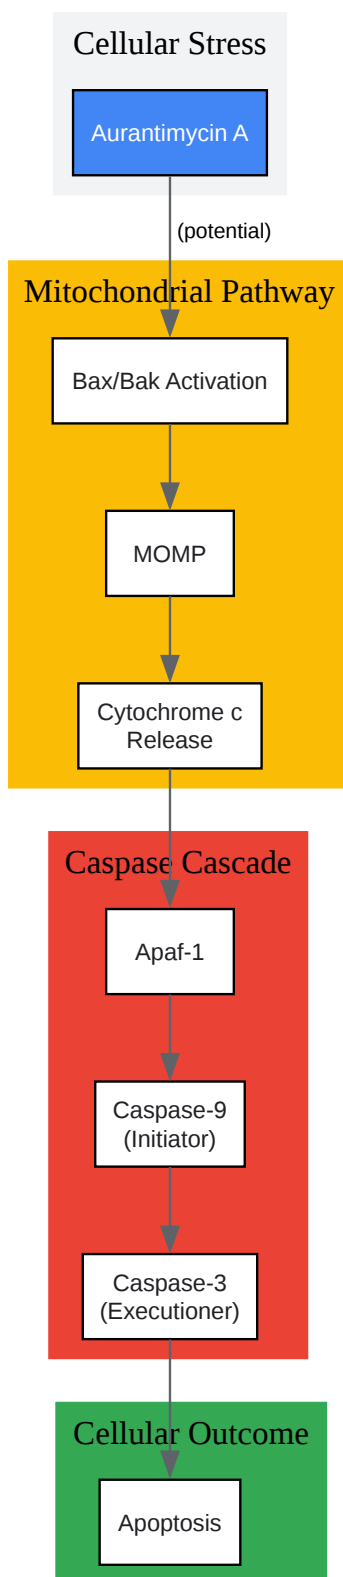 Cellular Stress
Aurantimycin A
(potential)
Mitochondrial Pathway
Bax/Bak Activation
MOMP
Cytochrome c
Release
Caspase Cascade
Apaf-1
Caspase-9
(Initiator)
Caspase-3
(Executioner)
Cellular Outcome
Apoptosis